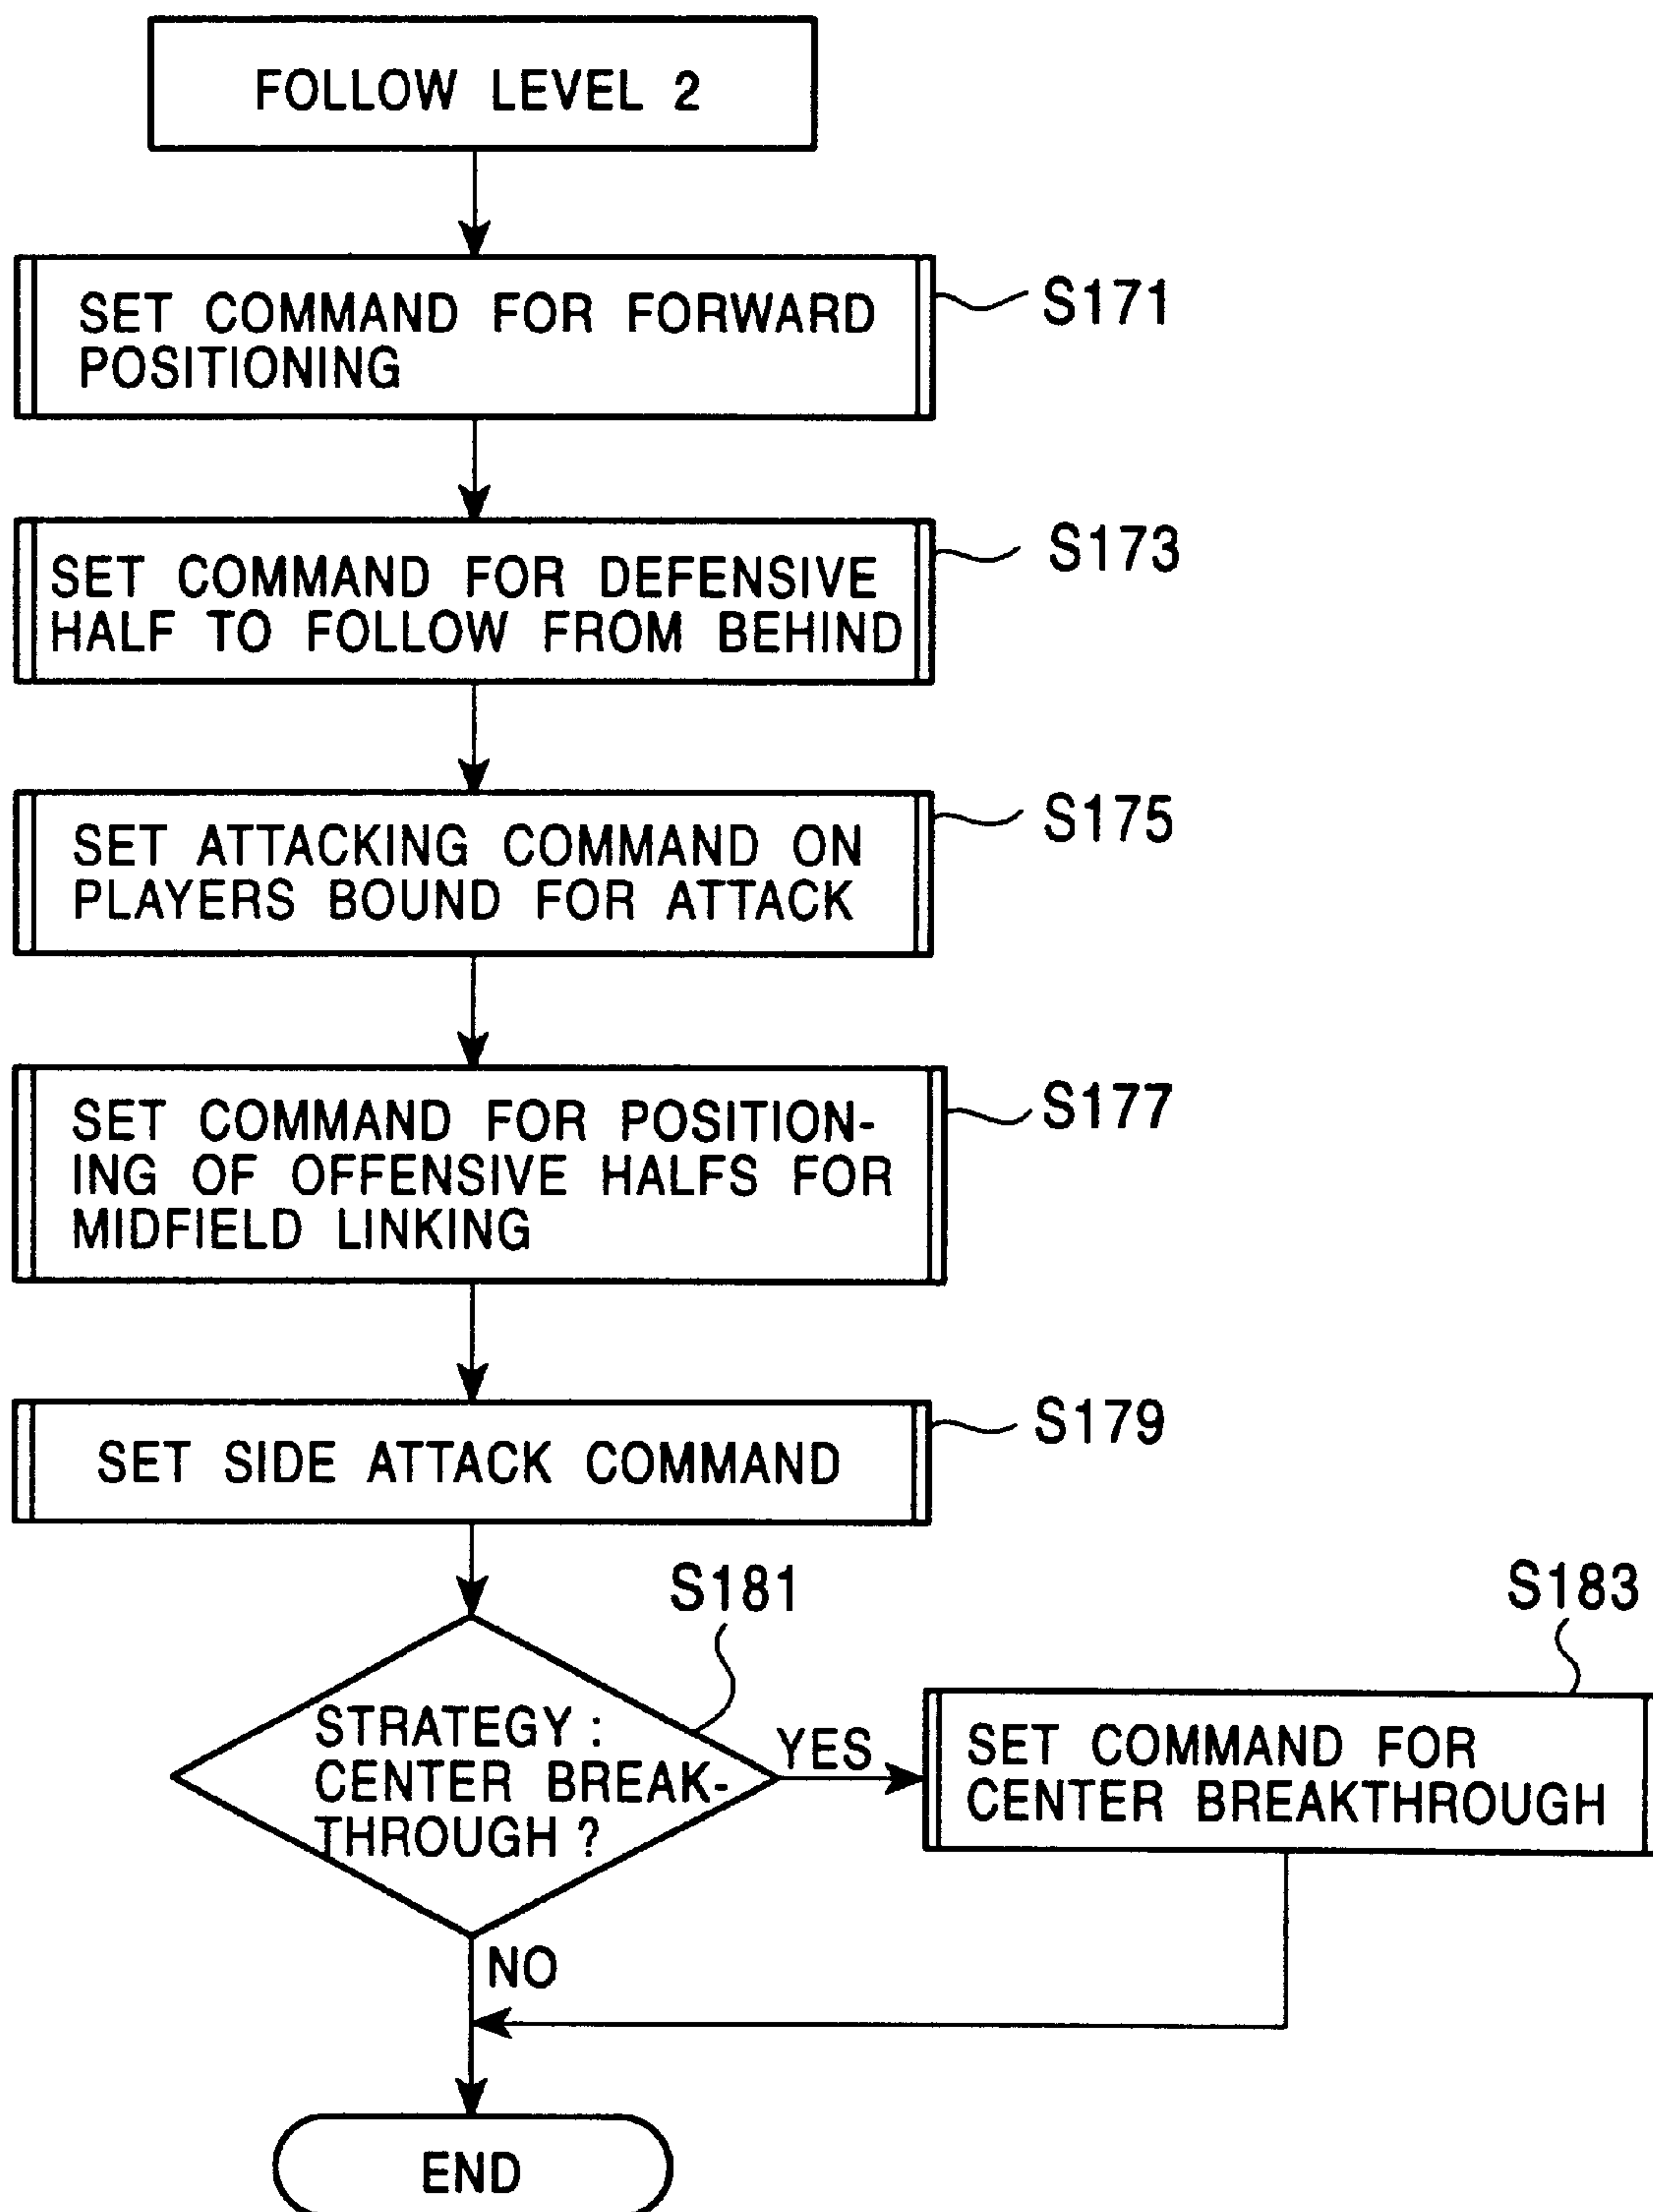 FOLLOW LEVEL 2
SET COMMAND FOR FORWARD
POSITIONING
S171
SET COMMAND FOR DEFENSIVE
HALF TO FOLLOW FROM BEHIND
S173
SET ATTACKING COMMAND ON
PLAYERS BOUND FOR ATTACK
S175
SET COMMAND FOR POSITION-
ING OF OFFENSIVE HALFS FOR
MIDFIELD LINKING
S177
SET SIDE ATTACK COMMAND
S179
S181
STRATEGY :
CENTER BREAK-
THROUGH ?
YES
S183
SET COMMAND FOR
CENTER BREAKTHROUGH
NO
END